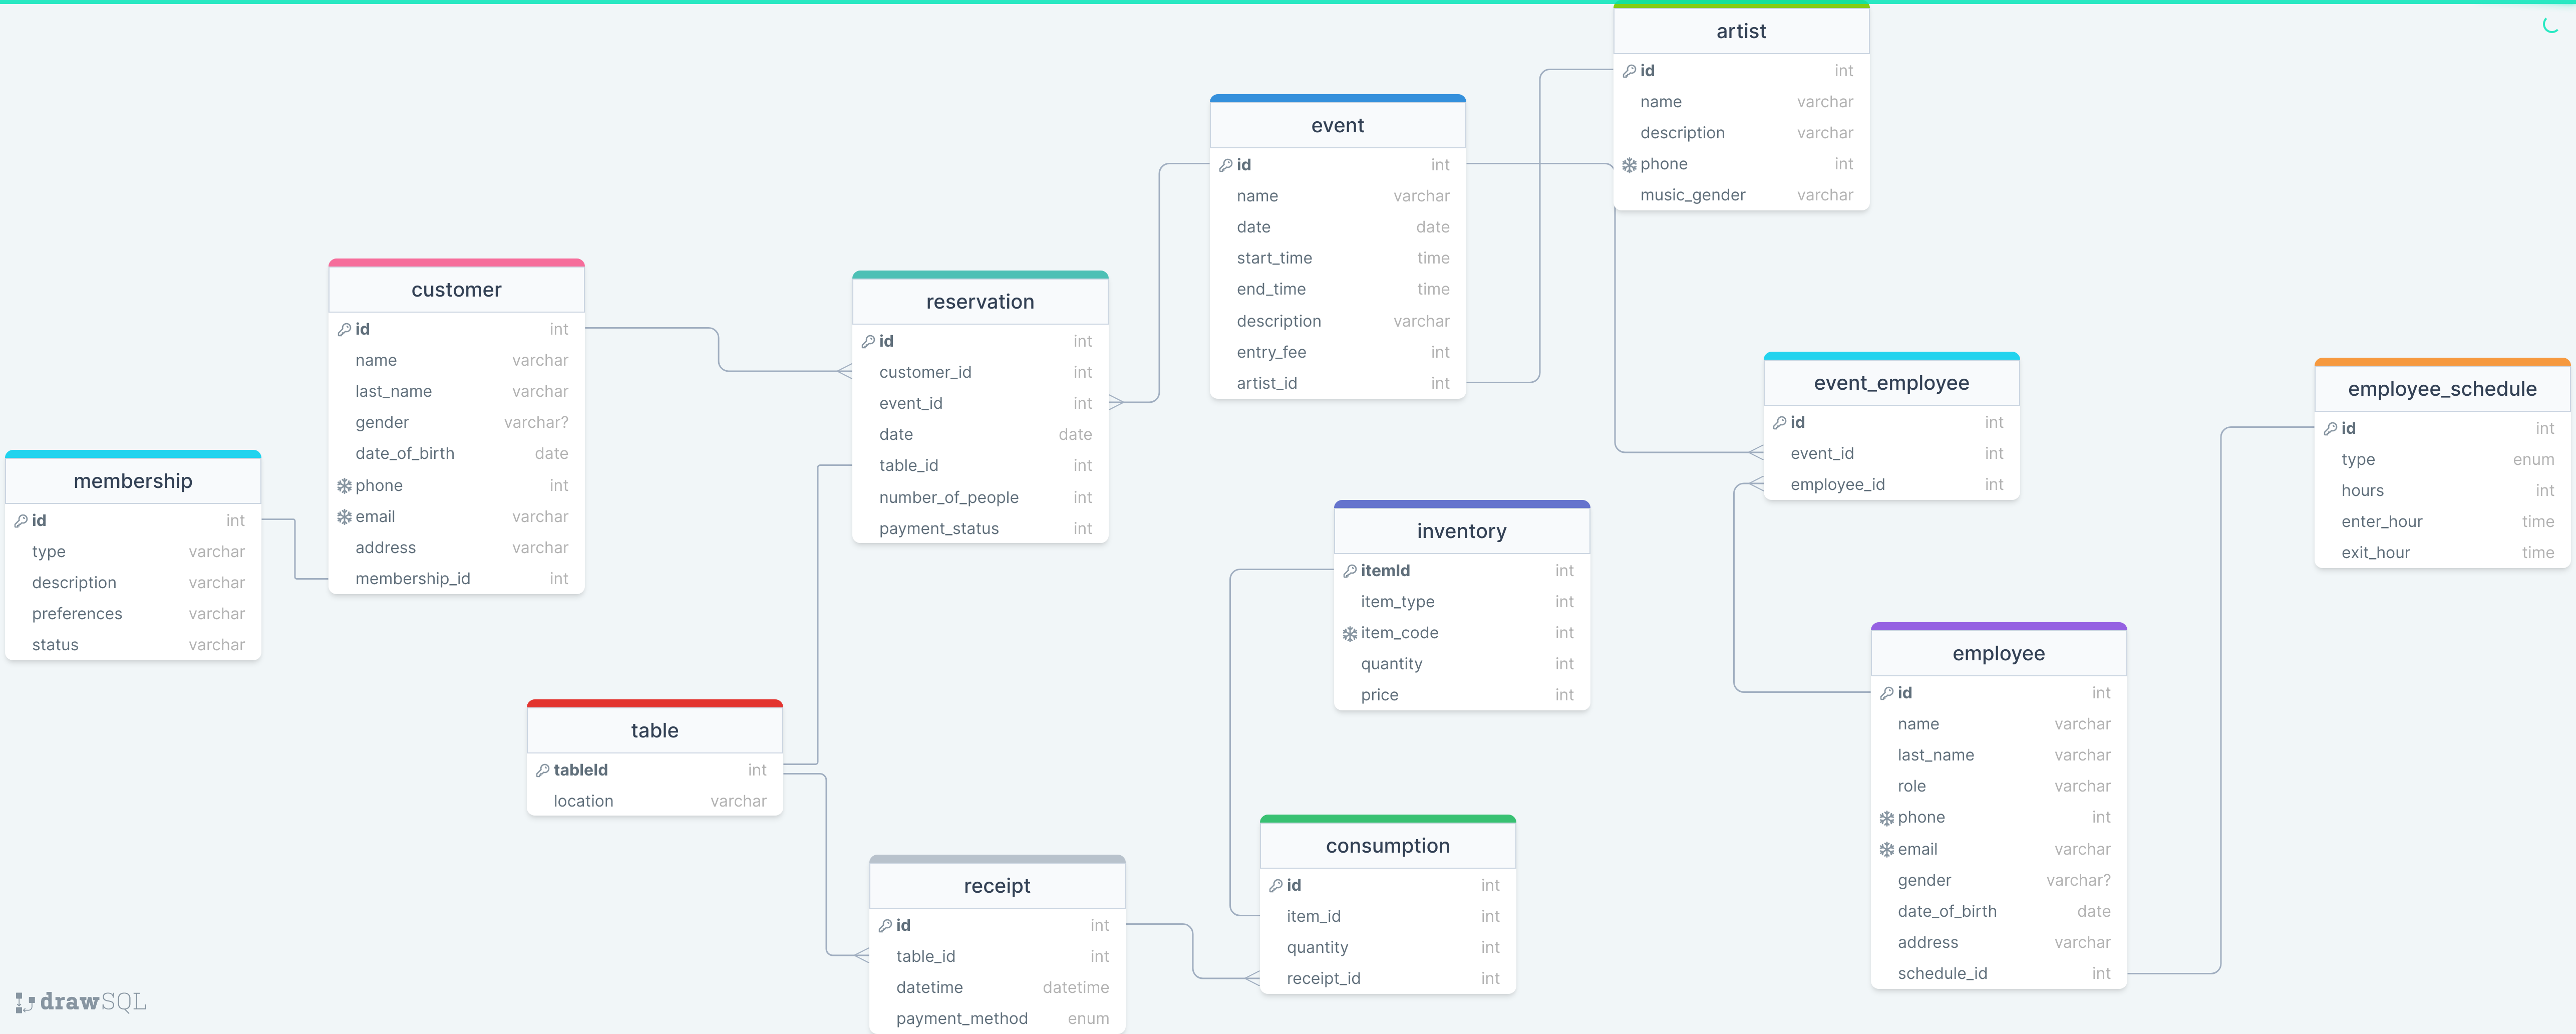 artist
id int
name varchar
description varchar
phone int
music_gender varchar
event
id int
name varchar
date date
start_time time
end_time time
description varchar
entry_fee int
artist_id int
customer
id int
name varchar
last_name varchar
gender varchar?
date_of_birth date
phone int
email varchar
address varchar
membership_id int
reservation
id int
customer_id int
event_id int
date date
table_id int
number_of_people int
payment_status int
event_employee
id int
event_id int
employee_id int
employee_schedule
id int
type enum
hours int
enter_hour time
exit_hour time
membership
id int
type varchar
description varchar
preferences varchar
status varchar
inventory
itemId int
item_type int
item_code int
quantity int
price int
employee
id int
name varchar
last_name varchar
role varchar
phone int
email varchar
gender varchar?
date_of_birth date
address varchar
schedule_id int
table
tableId int
location varchar
consumption
id int
item_id int
quantity int
receipt_id int
receipt
id int
table_id int
datetime datetime
payment_method enum
drawSQL